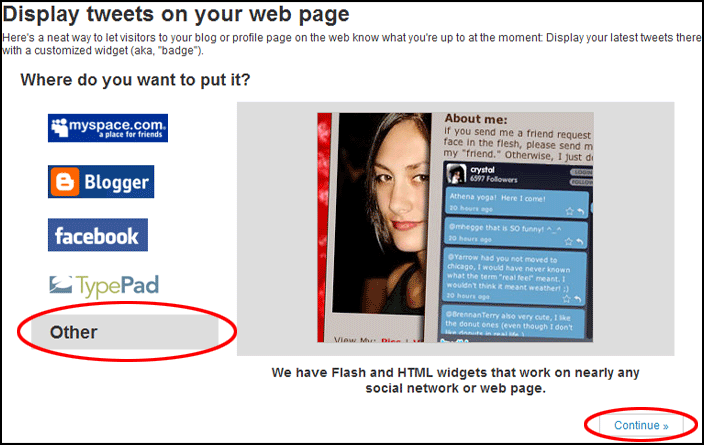 Display tweets on your web page
Here's a neat way to let visitors to your blog or profile page on the web know what you're up to at the moment: Display your latest tweets there
with a customized widget (aka, "badge").
Where do you want to put it?
myspace.com®
a place for friends
Blogger
facebook
TypePad
Other
About me:
if you send me a friend request
face in the flesh, please send m
my "friend." Otherwise, I just d
crystal
6597 Followers
LOGIN
FOLLOW
Athena yoga! Here I come!
20 hours ago
@mhegge that is SO funny! ^_^
20 hours ago
@Yarrow had you not moved to
chicago, I would have never known
what the term "real feel" meant. I
wouldn't think it meant weather! ;)
20 hours ago
@BrennanTerry also very cute, I like
the donut ones (even though I don't
like donuts in real life.)
View My: Pics | V
We have Flash and HTML widgets that work on nearly any
social network or web page.
Continue »